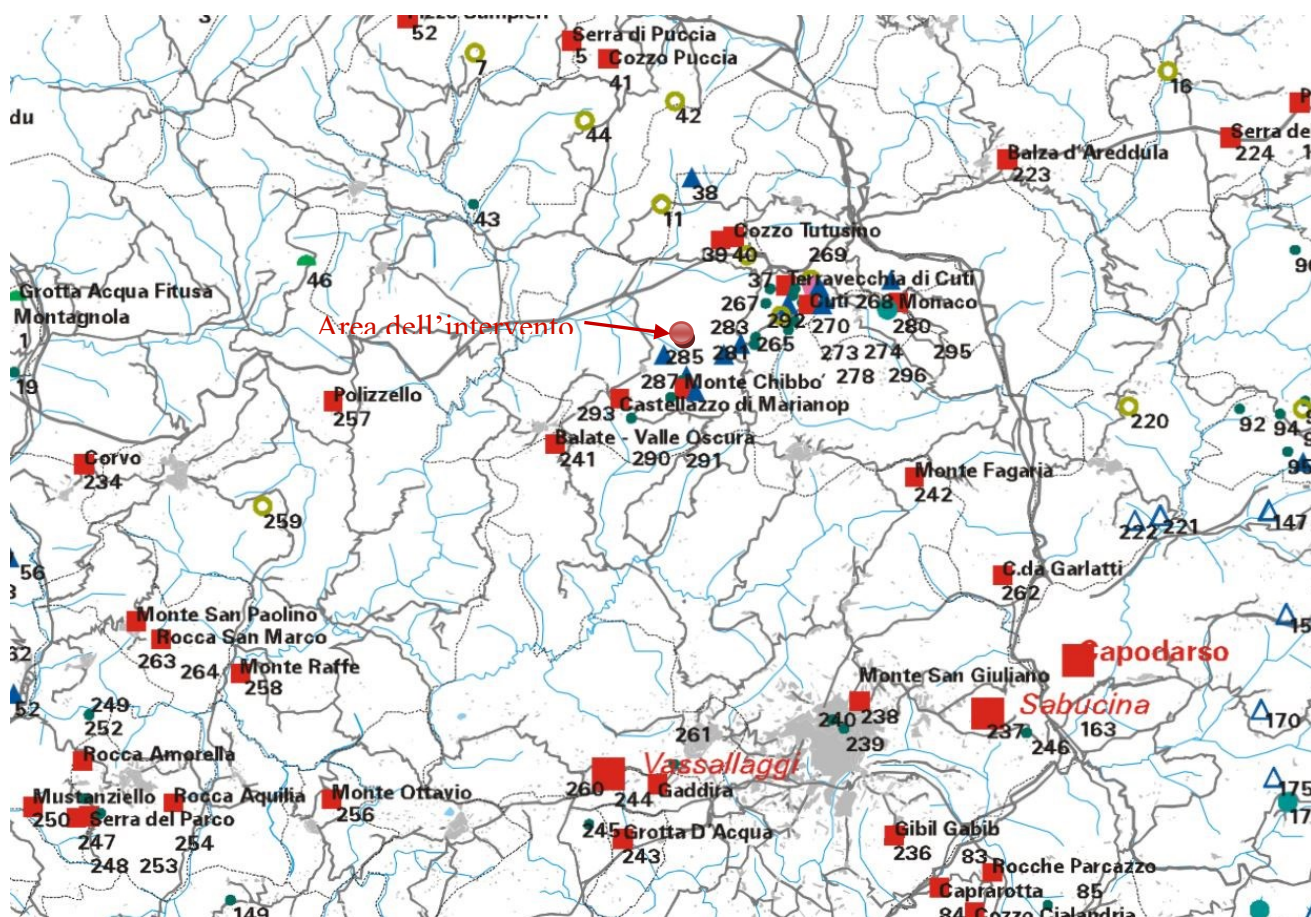 3
52
Serra di Puccia
5
Cozzo Puccia
41
7
16
42
44
du
Serra de
224
1
Balza d'Areddula
223
38
43
11
Cozzo Tutusino
39
40
269
46
37
Terravecchia di Cuti
Grotta Acqua Fitusa
Montagnola
1
267
Cuti
268
Monaco
292
270
280
283
Area dell'intervento
265
273
274
295
285
281
278
296
19
287
Monte Chibbo'
Polizzello
257
293
Castellazzo di Marianop
220
92
94
Balate - Valle Oscura
241
290
291
Corvo
234
Monte Fagaria
242
259
222
221
147
56
C.da Garlatti
262
Monte San Paolino
Rocca San Marco
263
264
Monte Raffe
258
Capodarso
Monte San Giuliano
238
Sabucina
52
249
252
240
239
237
246
163
170
261
Rocca Amorella
Vassallaggi
260
244
Gaddira
175
Mustanziello
250
Serra del Parco
Rocca Aquilia
254
Monte Ottavio
256
247
248
253
245
Grotta D'Acqua
243
Gibil Gabib
236
83
Rocche Parcazzo
85
Caprarotta
84
Cozzo Cialandria
149